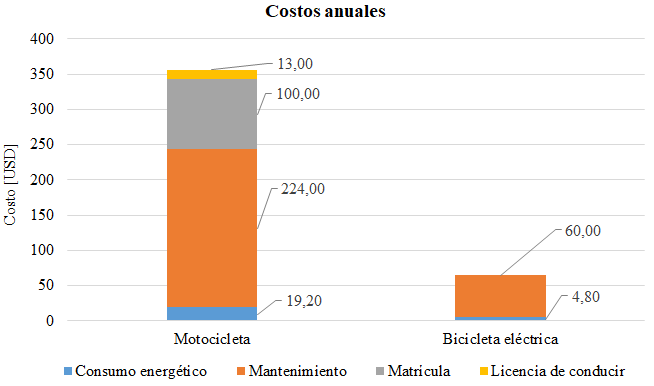 Costos anuales
Costo [USD]
400
350
300
250
200
150
100
50
0
13,00
100,00
224,00
19,20
60,00
4,80
Motocicleta
Bicicleta eléctrica
Consumo energético
Mantenimiento
Matricula
Licencia de conducir